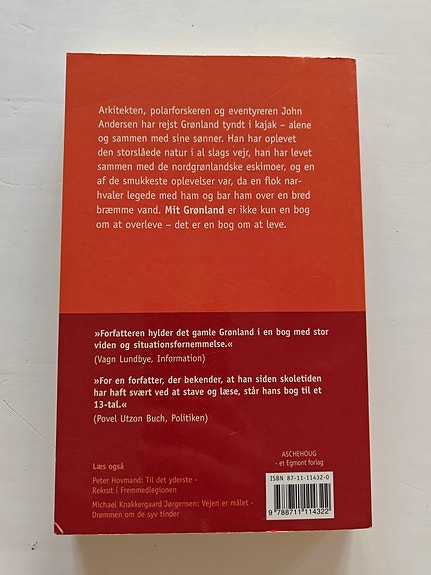 Arkitekten, polarforskeren og eventyreren John
Andersen har rejst Grønland tyndt i kajak – alene
og sammen med sine sønner. Han har oplevet
den storslåede natur i al slags vejr, han har levet
sammen med de nordgrønlandske eskimoer, og en
af de smukkeste oplevelser var, da en flok nar-
hvaler legede med ham og bar ham over en bred
bræmme vand. Mit Grønland er ikke kun en bog
om at overleve – det er en bog om at leve.
»Forfatteren hylder det gamle Grønland i en bog med stor
viden og situationsfornemmelse.«
(Vagn Lundbye, Information)
»For en forfatter, der bekender, at han siden skoletiden
har haft svært ved at stave og læse, står hans bog til et
13-tal.«
(Povel Utzon Buch, Politiken)
Læs også
Peter Hovmand: Til det yderste -
Rekrut i Fremmedlegionen
Michael Knakkergaard Jørgensen: Vejen er målet -
Drømmen om de syv tinder
ASCHEHOUG
- et Egmont forlag
ISBN 87-11-11432-0
9 788711 114322